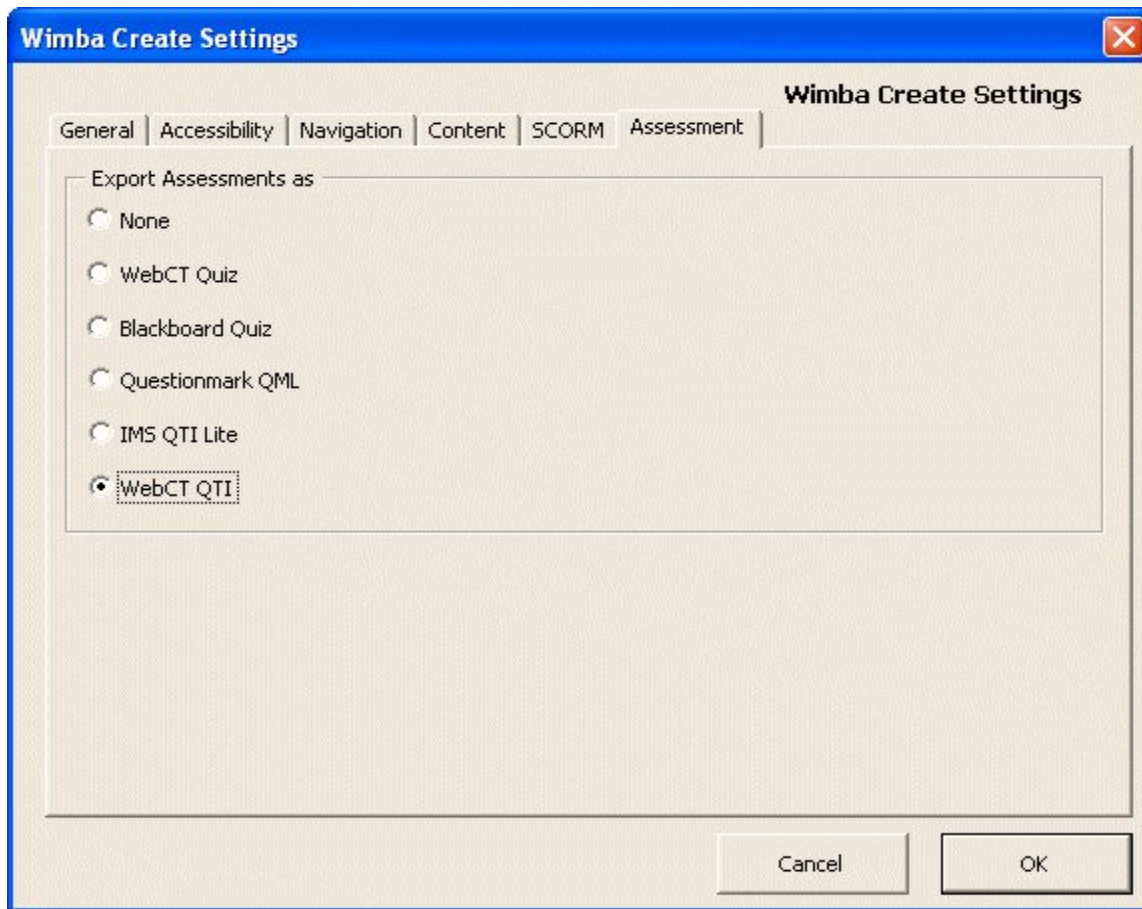 Wimba Create Settings
Wimba Create Settings
General Accessibility Navigation Content SCORM Assessment
Export Assessments as
None
WebCT Quiz
Blackboard Quiz
Questionmark QML
IMS QTI Lite
WebCT QTI
Cancel OK